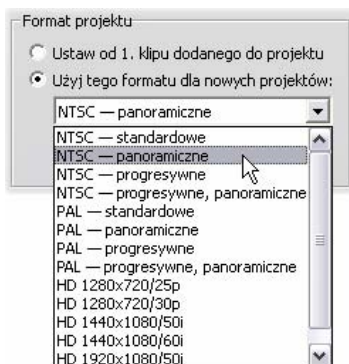 Format projektu
Ustaw od 1. klipu dodanego do projektu
Użyj tego formatu dla nowych projektów:
NTSC — panoramiczne
NTSC — standardowe
NTSC — panoramiczne
NTSC — progresywne
NTSC — progresywne, panoramiczne
PAL — standardowe
PAL — panoramiczne
PAL — progresywne
PAL — progresywne, panoramiczne
HD 1280x720/25p
HD 1280x720/30p
HD 1440x1080/50i
HD 1440x1080/60i
HD 1920x1080/50i